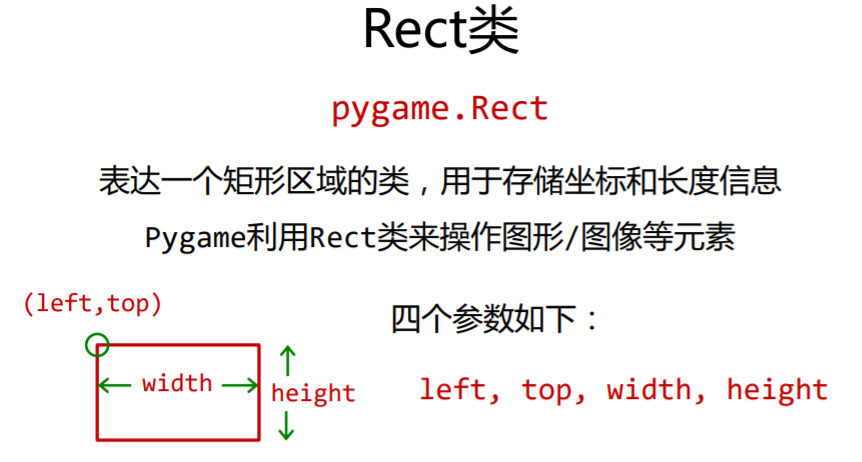 Rect类
pygame.Rect
表达一个矩形区域的类，用于存储坐标和长度信息
Pygame利用Rect类来操作图形/图像等元素
(left,top)
width
height
四个参数如下：
left, top, width, height